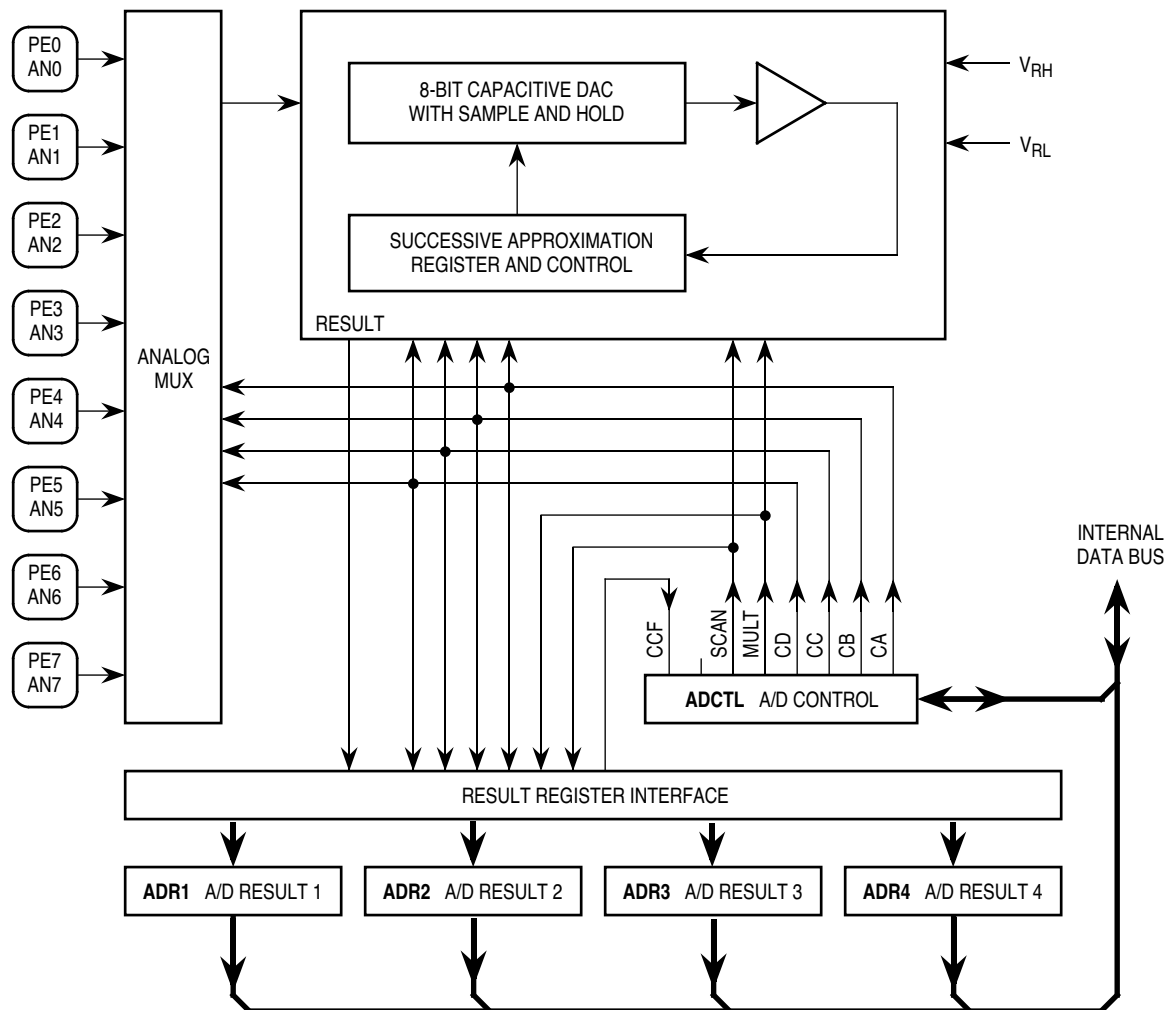 PE0
AN0
PE1
AN1
PE2
AN2
PE3
AN3
PE4
AN4
PE5
AN5
PE6
AN6
PE7
AN7
ANALOG
MUX
8-BIT CAPACITIVE DAC
WITH SAMPLE AND HOLD
SUCCESSIVE APPROXIMATION
REGISTER AND CONTROL
RESULT
VRH
VRL
INTERNAL
DATA BUS
CCF
SCAN
MULT
CD
CC
CB
CA
ADCTL A/D CONTROL
RESULT REGISTER INTERFACE
ADR1 A/D RESULT 1
ADR2 A/D RESULT 2
ADR3 A/D RESULT 3
ADR4 A/D RESULT 4